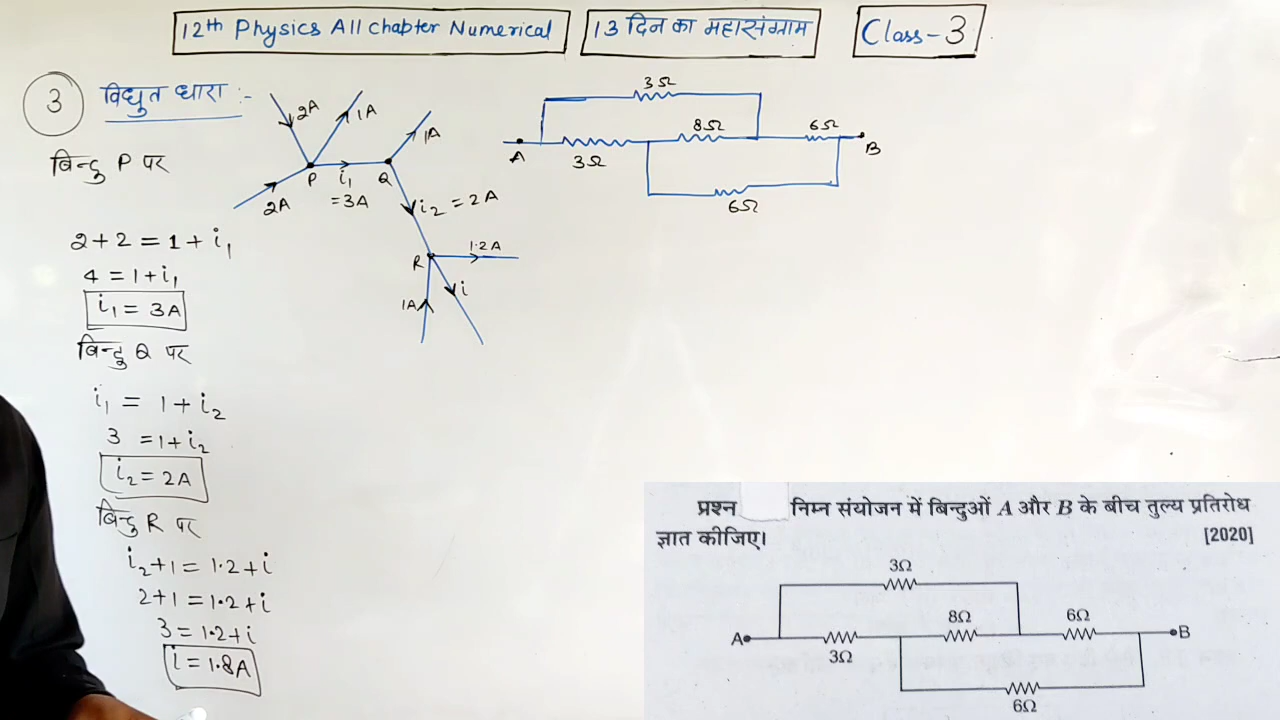 12th Physics All chapter Numerical
13 दिन का महासंग्राम
Class-3
3
विधुत धारा :-
बिन्दु P पर
2+2 = 1+i₁
4 = 1+i₁
i₁ = 3A
बिन्दु Q पर
i₁ = 1+i₂
3 = 1+i₂
i₂ = 2A
बिन्दु R पर
i₂+1 = 1.2+i
2+1 = 1.2+i
3 = 1.2+i
i = 1.8A
2A
1A
1A
P
i₁
Q
2A
= 3A
i₂ = 2A
R
1.2A
1A
i
3Ω
8Ω
6Ω
A
3Ω
B
6Ω
प्रश्न निम्न संयोजन में बिन्दुओं A और B के बीच तुल्य प्रतिरोध
ज्ञात कीजिए। [2020]
3Ω
8Ω
6Ω
A
B
3Ω
6Ω